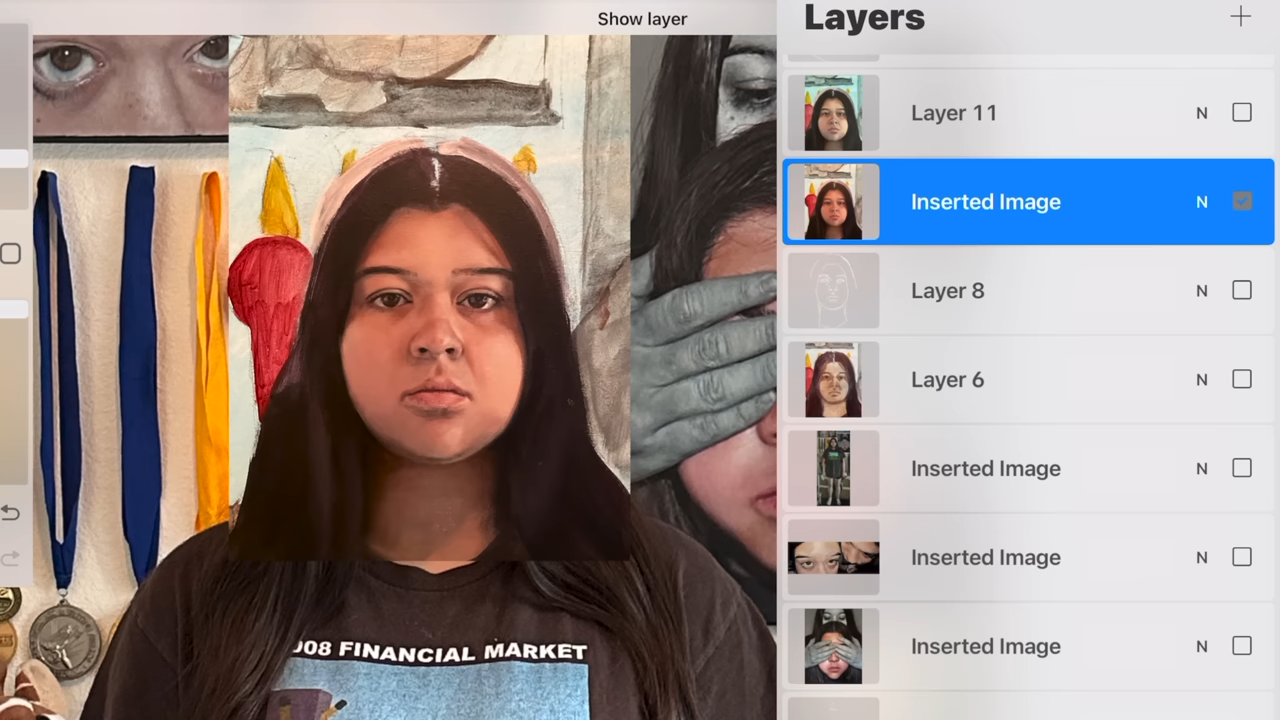 Show layer
Layers
Layer 11 N
Inserted Image N
Layer 8 N
Layer 6 N
Inserted Image N
Inserted Image N
Inserted Image N
08 FINANCIAL MARKET